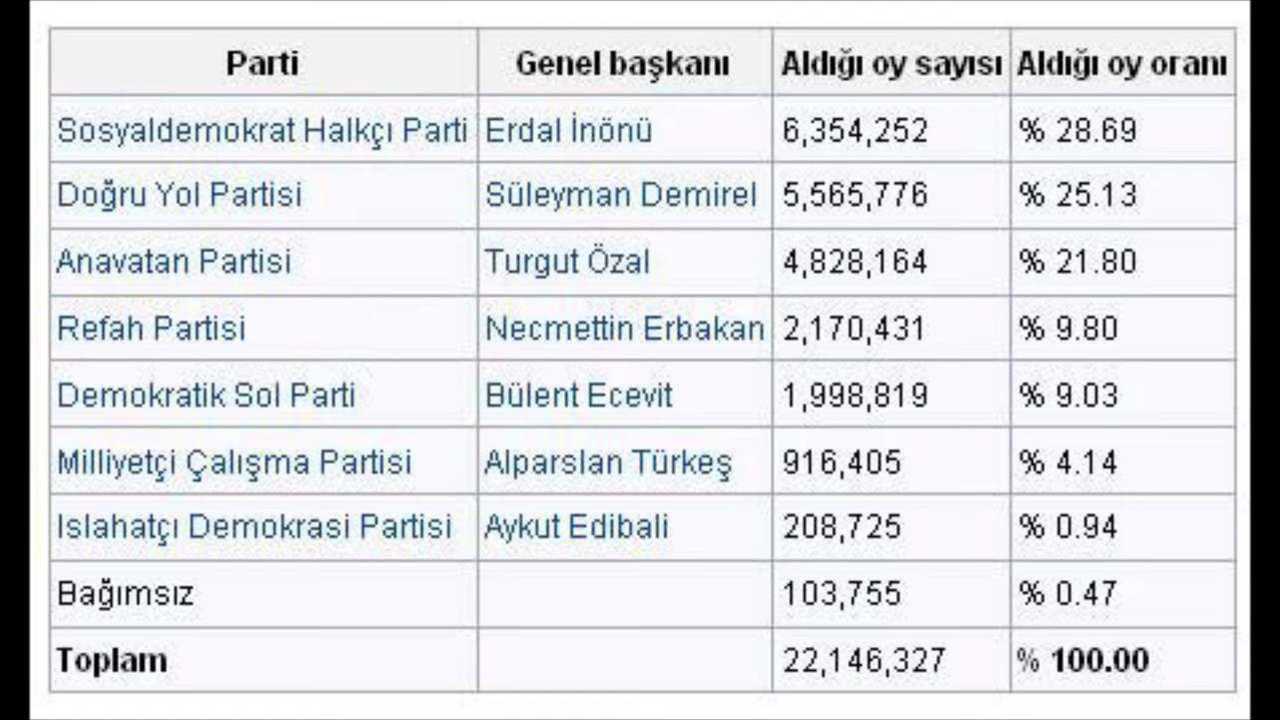 Parti Genel başkanı Aldığı oy sayısı Aldığı oy oranı
Sosyaldemokrat Halkçı Parti Erdal İnönü 6,354,252 % 28.69
Doğru Yol Partisi Süleyman Demirel 5,565,776 % 25.13
Anavatan Partisi Turgut Özal 4,828,164 % 21.80
Refah Partisi Necmettin Erbakan 2,170,431 % 9.80
Demokratik Sol Parti Bülent Ecevit 1,998,819 % 9.03
Milliyetçi Çalışma Partisi Alparslan Türkeş 916,405 % 4.14
Islahatçı Demokrasi Partisi Aykut Edibali 208,725 % 0.94
Bağımsız 103,755 % 0.47
Toplam 22,146,327 % 100.00